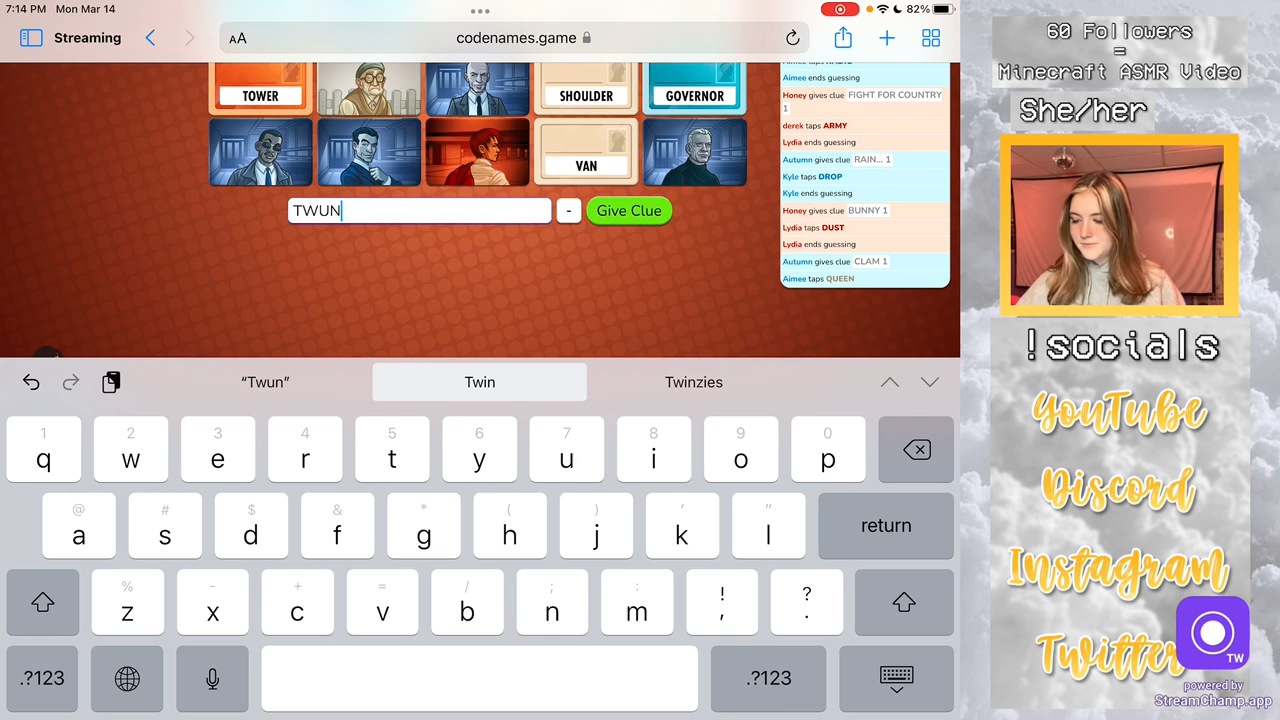 7:14 PM Mon Mar 14
82%
Streaming
AA
codenames.game
TOWER
SHOULDER
GOVERNOR
VAN
TWUN
-
Give Clue
Aimee ends guessing
Honey gives clue FIGHT FOR COUNTRY
1
derek taps ARMY
Lydia ends guessing
Autumn gives clue RAIN... 1
Kyle taps DROP
Kyle ends guessing
Honey gives clue BUNNY 1
Lydia taps DUST
Lydia ends guessing
Autumn gives clue CLAM 1
Aimee taps QUEEN
“Twun”
Twin
Twinzies
1 2 3 4 5 6 7 8 9 0
q w e r t y u i o p
@ # $ & * ( ) ' "
a s d f g h j k l
return
% - + = / ; : ! ?
z x c v b n m , .
.?123
.?123
60 Followers
=
Minecraft ASMR Video
She/her
!socials
YouTube
Discord
Instagram
Twitter
TW
powered by
StreamChamp.app